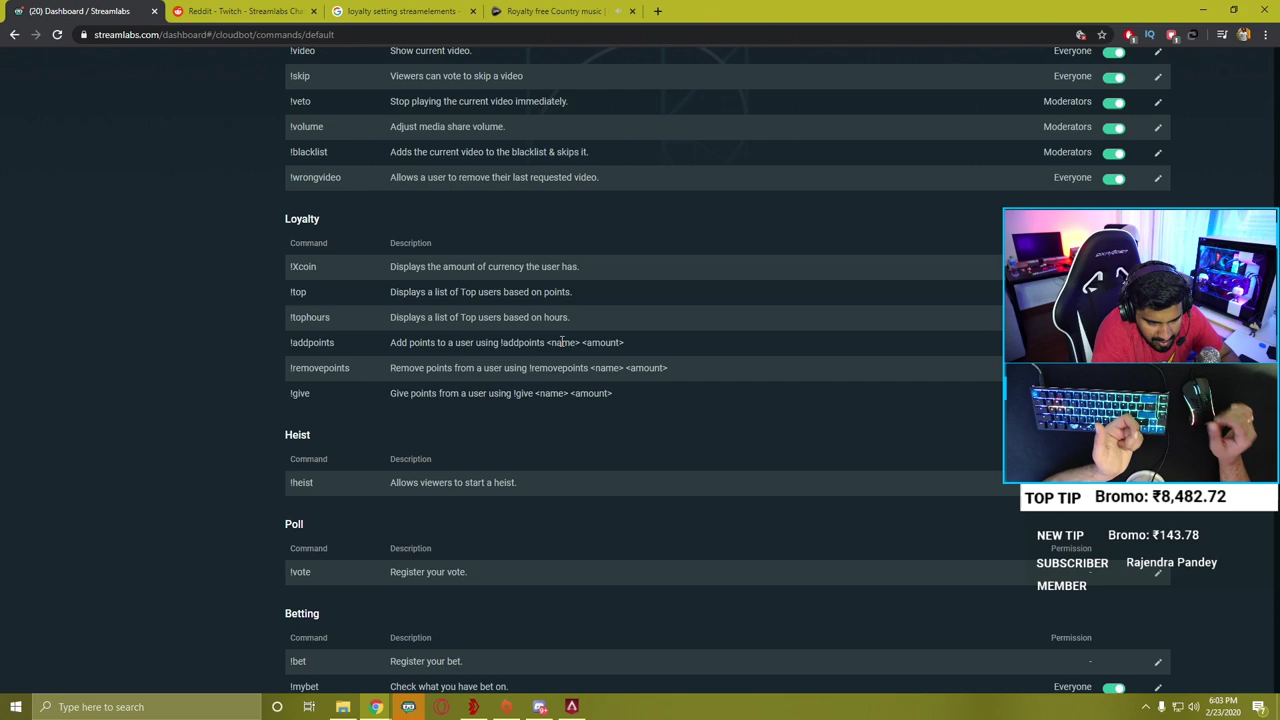 (20) Dashboard / Streamlabs
Reddit - Twitch - Streamlabs Cha
loyalty setting streamelements -
Royalty free Country music |
streamlabs.com/dashboard#/cloudbot/commands/default
!video Show current video. Everyone
!skip Viewers can vote to skip a video Everyone
!veto Stop playing the current video immediately. Moderators
!volume Adjust media share volume. Moderators
!blacklist Adds the current video to the blacklist & skips it. Moderators
!wrongvideo Allows a user to remove their last requested video. Everyone
Loyalty
Command Description
!Xcoin Displays the amount of currency the user has.
!top Displays a list of Top users based on points.
!tophours Displays a list of Top users based on hours.
!addpoints Add points to a user using !addpoints <name> <amount>
!removepoints Remove points from a user using !removepoints <name> <amount>
!give Give points from a user using !give <name> <amount>
Heist
Command Description
!heist Allows viewers to start a heist.
Poll
Command Description Permission
!vote Register your vote. -
Betting
Command Description Permission
!bet Register your bet. -
!mybet Check what you have bet on. Everyone
TOP TIP Bromo: ₹8,482.72
NEW TIP Bromo: ₹143.78
SUBSCRIBER Rajendra Pandey
MEMBER
Type here to search
6:03 PM
2/23/2020